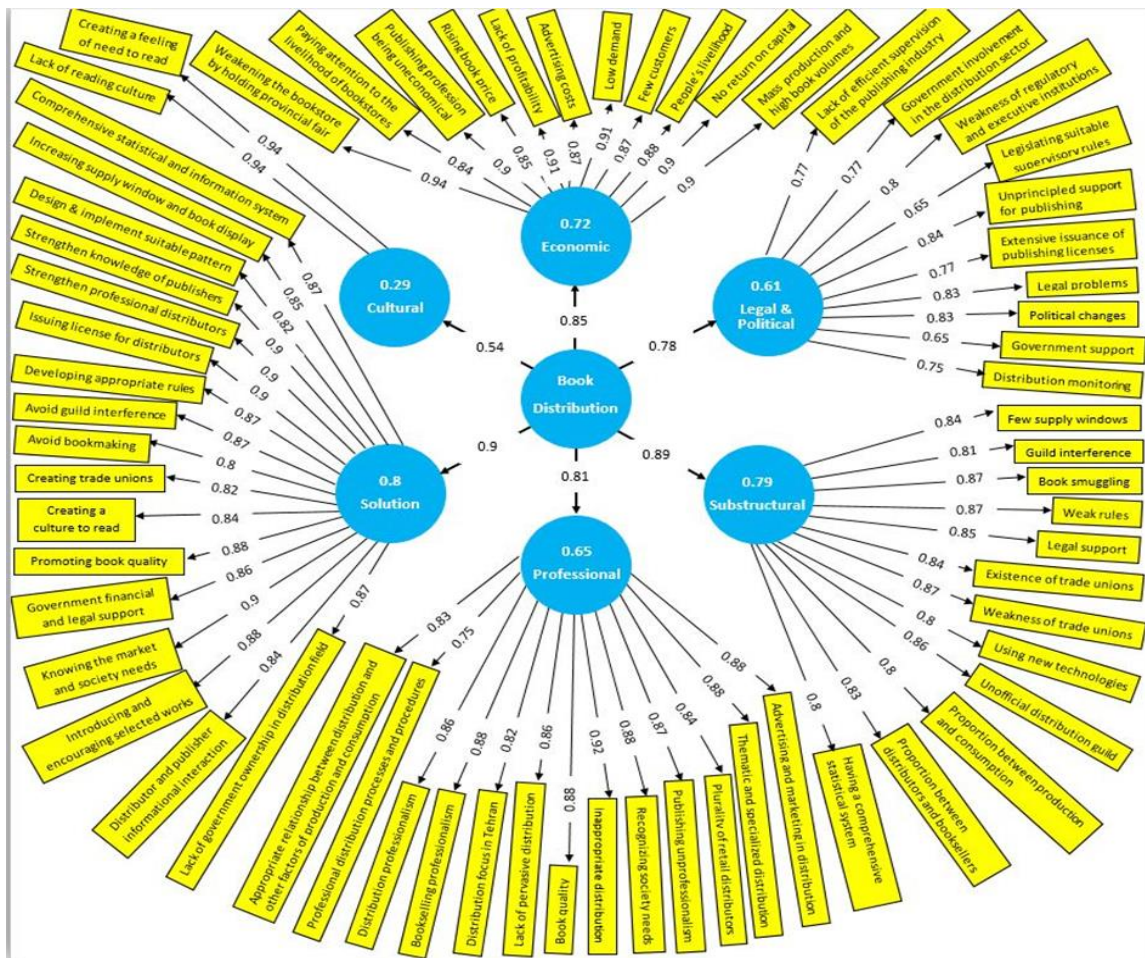 Creating a feeling
of need to read
Lack of reading culture
Weakening the bookstore
by holding provincial fair
Paying attention to the
livelihood of bookstores
Publishing profession
being uneconomical
Rising book price
Lack of profitability
Advertising costs
Low demand
Few customers
People's livelihood
No return capital
Mass production and
high book volumes
Lack of efficient supervision
of the publishing industry
Government involvement
in the distribution sector
Weakness of regulatory
and executive institutions
Legislating suitable
supervisory rules
Unprincipled support
for publishing
Extensive issuance of
publishing licenses
Legal problems
Political changes
Government support
Distribution monitoring
0.94
0.94
0.94
0.84
0.9
0.85
0.91
0.87
0.91
0.87
0.88
0.9
0.9
0.77
0.77
0.8
0.65
0.84
0.77
0.83
0.83
0.65
0.75
0.72
Economic
0.29
Cultural
0.61
Legal &
Political
0.85
0.54
0.78
Book
Distribution
0.9
0.81
0.89
0.8
Solution
0.65
Professional
0.79
Substructural
Comprehensive statistical and information system
Increasing supply window and book display
Design & implement suitable pattern
Strengthen knowledge of publishers
Strengthen professional distributors
Issuing license for distributors
Developing appropriate rules
Avoid guild interference
Avoid bookmaking
Creating trade unions
Creating a
culture to read
Promoting book quality
Government financial
and legal support
Knowing the market
and society needs
Introducing and
encouraging selected works
Distributor and publisher
informational interaction
Lack of government ownership in distribution field
0.87
0.85
0.82
0.9
0.9
0.9
0.87
0.87
0.8
0.82
0.84
0.88
0.86
0.9
0.88
0.84
0.87
Appropriate relationship between distribution and
other factors of production and consumption
Professional distribution processes and procedures
Distribution professionalism
Bookselling professionalism
Distribution focus in Tehran
Lack of pervasive distribution
Book quality
Inappropriate distribution
Recognizing society needs
Publishing unprofessionalism
Plurality of retail distributors
Thematic and specialized distribution
Advertising and marketing in distribution
0.83
0.75
0.86
0.88
0.82
0.86
0.88
0.92
0.88
0.87
0.84
0.88
0.88
Few supply windows
Guild interference
Book smuggling
Weak rules
Legal support
Existence of trade unions
Weakness of trade unions
Using new technologies
Unofficial distribution guild
Proportion between production
and consumption
Proportion between
distributors and booksellers
Having a comprehensive
statistical system
0.84
0.81
0.87
0.87
0.85
0.84
0.87
0.8
0.86
0.8
0.83
0.8